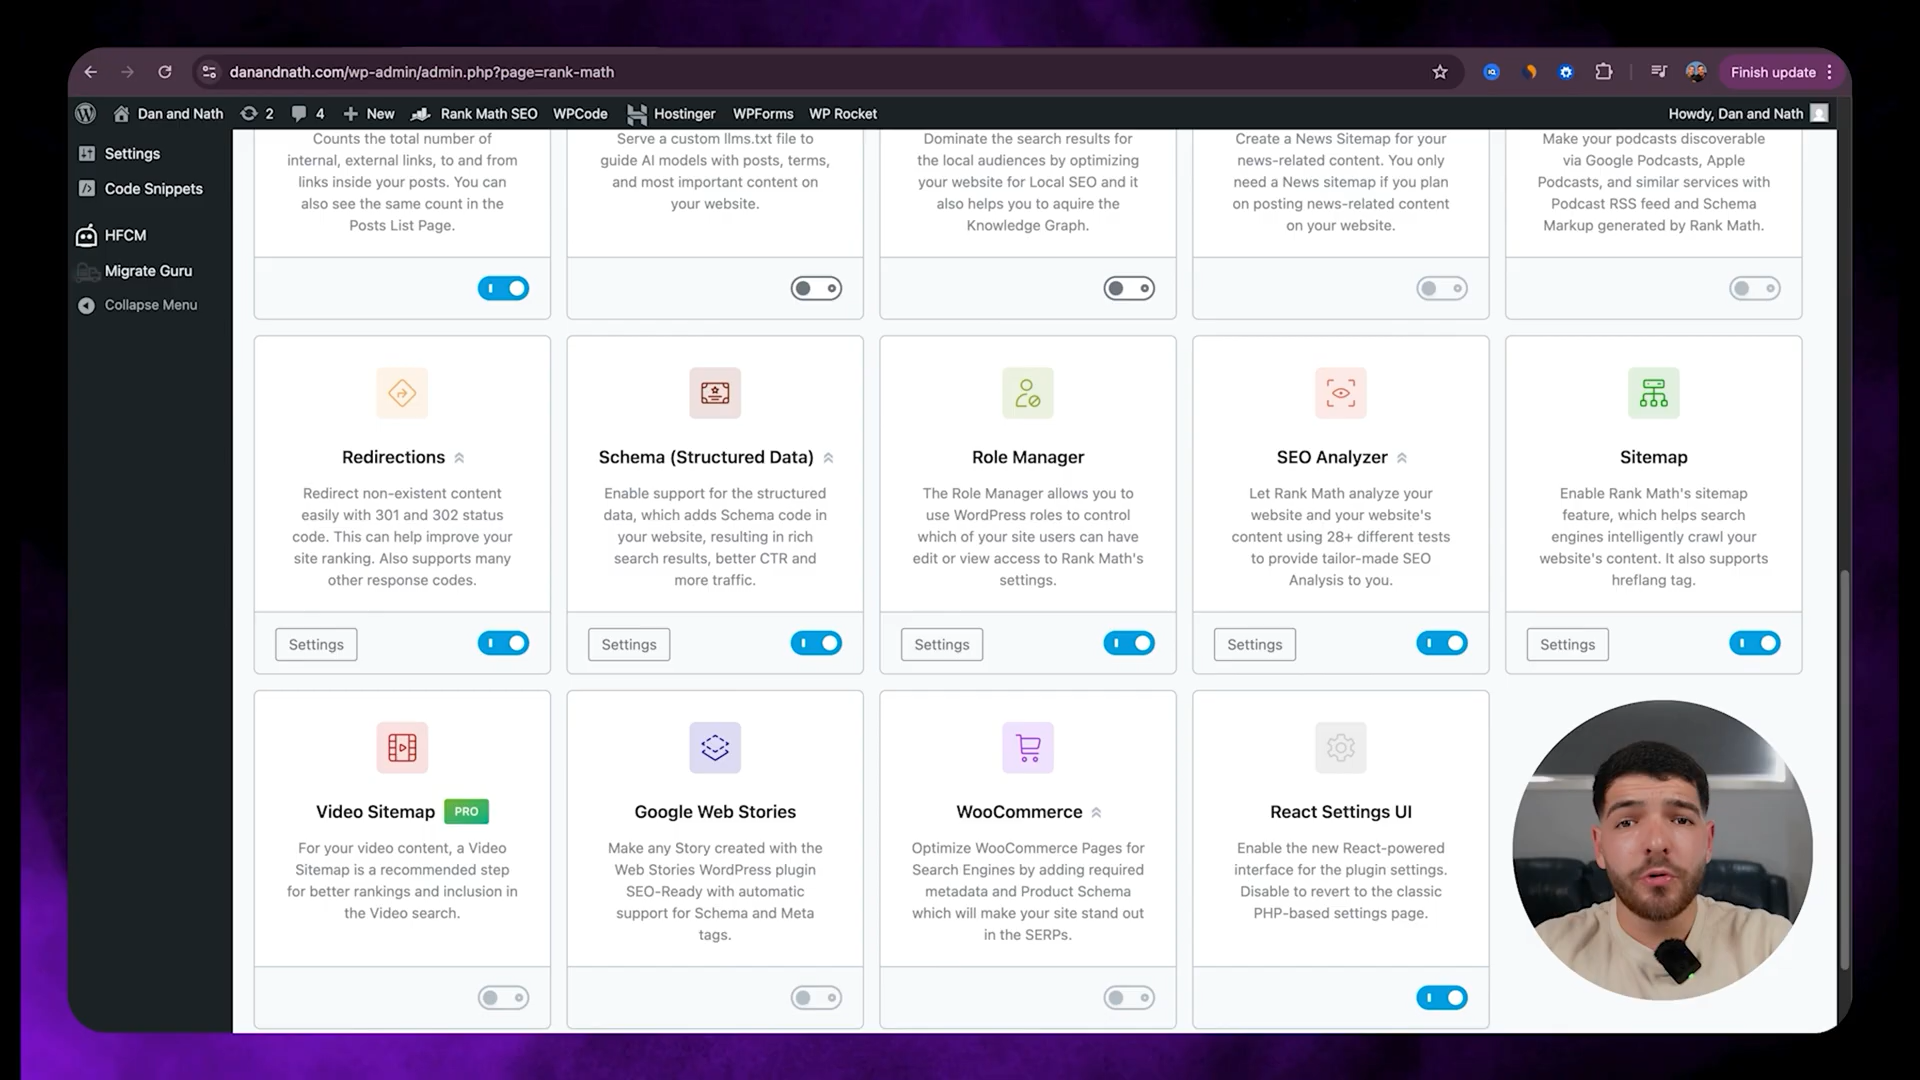 danandnath.com/wp-admin/admin.php?page=rank-math
Finish update
Dan and Nath
2
4
New
Rank Math SEO
WPCode
Hostinger
WPForms
WP Rocket
Howdy, Dan and Nath
Settings
Code Snippets
HFCM
Migrate Guru
Collapse Menu
Counts the total number of
internal, external links, to and from
links inside your posts. You can
also see the same count in the
Posts List Page.
Serve a custom llms.txt file to
guide AI models with posts, terms,
and most important content on
your website.
Dominate the search results for
the local audiences by optimizing
your website for Local SEO and it
also helps you to aquire the
Knowledge Graph.
Create a News Sitemap for your
news-related content. You only
need a News sitemap if you plan
on posting news-related content
on your website.
Make your podcasts discoverable
via Google Podcasts, Apple
Podcasts, and similar services with
Podcast RSS feed and Schema
Markup generated by Rank Math.
Redirections
Redirect non-existent content
easily with 301 and 302 status
code. This can help improve your
site ranking. Also supports many
other response codes.
Settings
Schema (Structured Data)
Enable support for the structured
data, which adds Schema code in
your website, resulting in rich
search results, better CTR and
more traffic.
Settings
Role Manager
The Role Manager allows you to
use WordPress roles to control
which of your site users can have
edit or view access to Rank Math's
settings.
Settings
SEO Analyzer
Let Rank Math analyze your
website and your website's
content using 28+ different tests
to provide tailor-made SEO
Analysis to you.
Settings
Sitemap
Enable Rank Math's sitemap
feature, which helps search
engines intelligently crawl your
website's content. It also supports
hreflang tag.
Settings
Video Sitemap PRO
For your video content, a Video
Sitemap is a recommended step
for better rankings and inclusion in
the Video search.
Google Web Stories
Make any Story created with the
Web Stories WordPress plugin
SEO-Ready with automatic
support for Schema and Meta
tags.
WooCommerce
Optimize WooCommerce Pages for
Search Engines by adding required
metadata and Product Schema
which will make your site stand out
in the SERPs.
React Settings UI
Enable the new React-powered
interface for the plugin settings.
Disable to revert to the classic
PHP-based settings page.